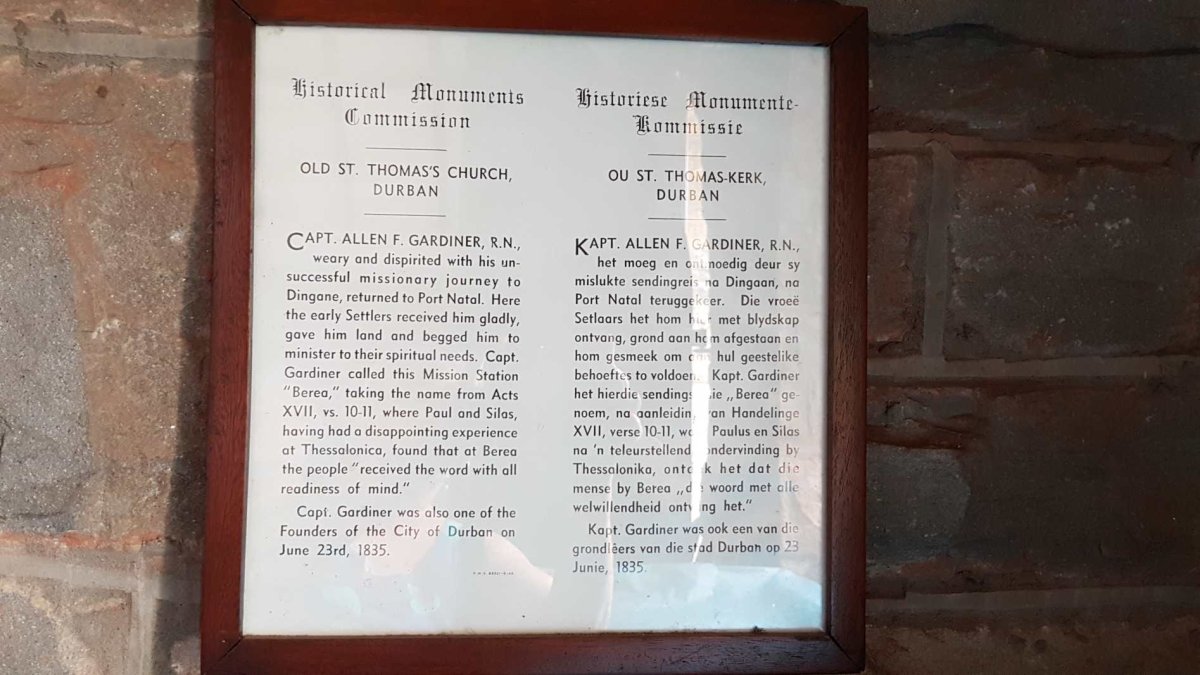 Historical Monuments
Commission
OLD ST. THOMAS'S CHURCH,
DURBAN
CAPT. ALLEN F. GARDINER, R.N.,
weary and dispirited with his un-
successful missionary journey to
Dingane, returned to Port Natal. Here
the early Settlers received him gladly,
gave him land and begged him to
minister to their spiritual needs. Capt.
Gardiner called this Mission Station
"Berea," taking the name from Acts
XVII, vs. 10-11, where Paul and Silas,
having had a disappointing experience
at Thessalonica, found that at Berea
the people "received the word with all
readiness of mind."
Capt. Gardiner was also one of the
Founders of the City of Durban on
June 23rd, 1835.
Historiese Monumente-
Kommissie
OU ST. THOMAS-KERK,
DURBAN
KAPT. ALLEN F. GARDINER, R.N.,
het moeg en ontmoedig deur sy
mislukte sendingreis na Dingaan, na
Port Natal teruggekeer. Die vroeë
Setlaars het hom hier met blydskap
ontvang, grond aan hom afgestaan en
hom gesmeek om aan hul geestelike
behoeftes te voldoen. Kapt. Gardiner
het hierdie „Berea" ge-
noem, na aanleiding van Handelinge
XVII, verse 10-11, waar Paulus en Silas
na 'n teleurstellende ondervinding by
Thessalonika, ontdek het dat die
mense by Berea „die woord met alle
welwillendheid ontvang het."
Kapt. Gardiner was ook een van die
grondlêers van die stad Durban op 23
Junie, 1835.